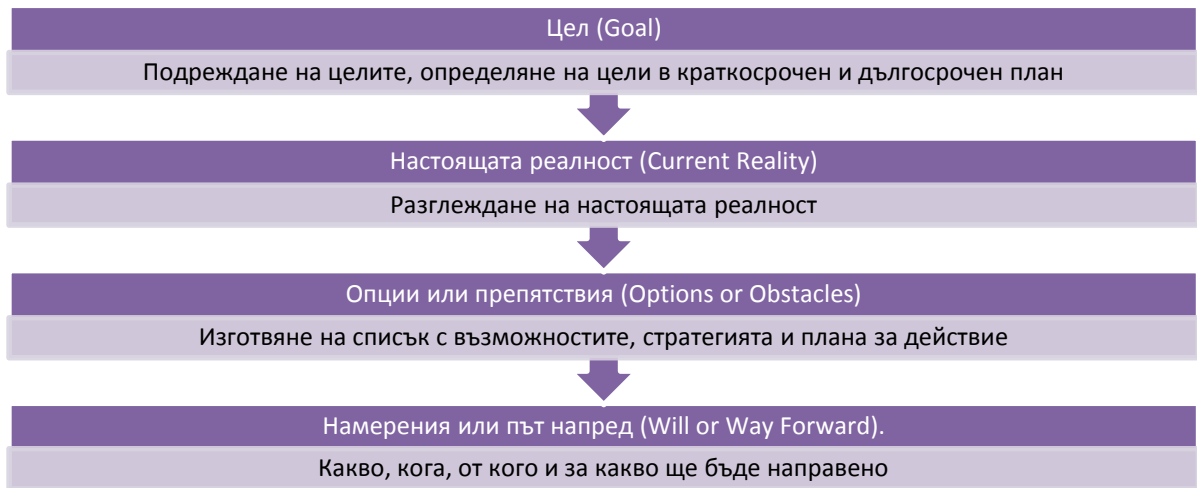 Цел (Goal)
Подреждане на целите, определяне на цели в краткосрочен и дългосрочен план
Настоящата реалност (Current Reality)
Разглеждане на настоящата реалност
Опции или препятствия (Options or Obstacles)
Изготвяне на списък с възможностите, стратегията и плана за действие
Намерения или път напред (Will or Way Forward).
Какво, кога, от кого и за какво ще бъде направено